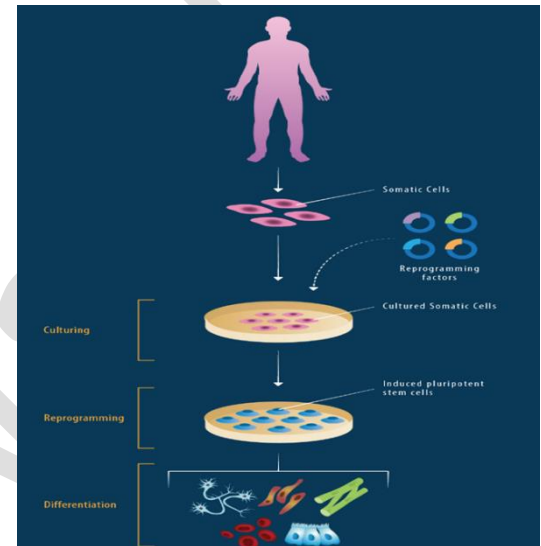 Somatic Cells
Reprogramming
factors
Cultured Somatic Cells
Culturing
Induced pluripotent
stem cells
Reprogramming
Differentiation